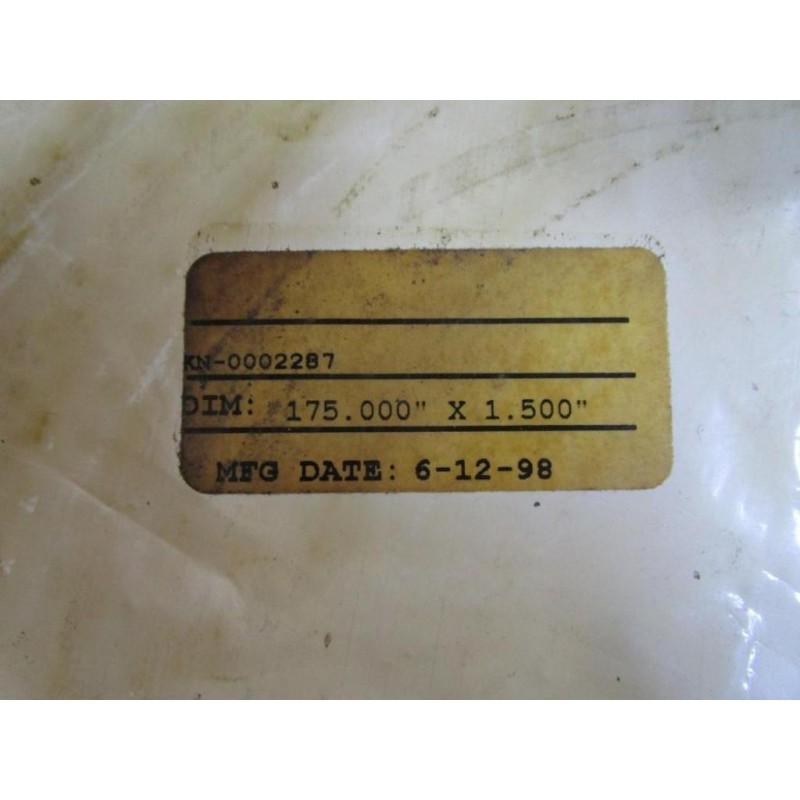 KN-0002287
DIM: 175.000" X 1.500"
MFG DATE: 6-12-98